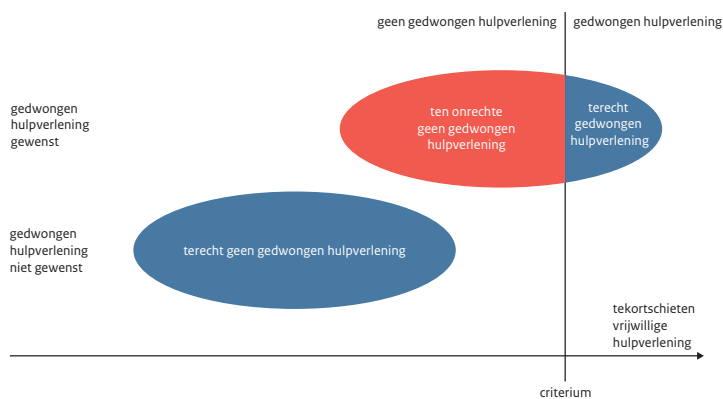 geen gedwongen hulpverlening
gedwongen hulpverlening
gedwongen
hulpverlening
gewenst
ten onrechte
geen gedwongen
hulpverlening
terecht
gedwongen
hulpverlening
gedwongen
hulpverlening
niet gewenst
terecht geen gedwongen hulpverlening
tekortschieten
vrijwillige
hulpverlening
criterium